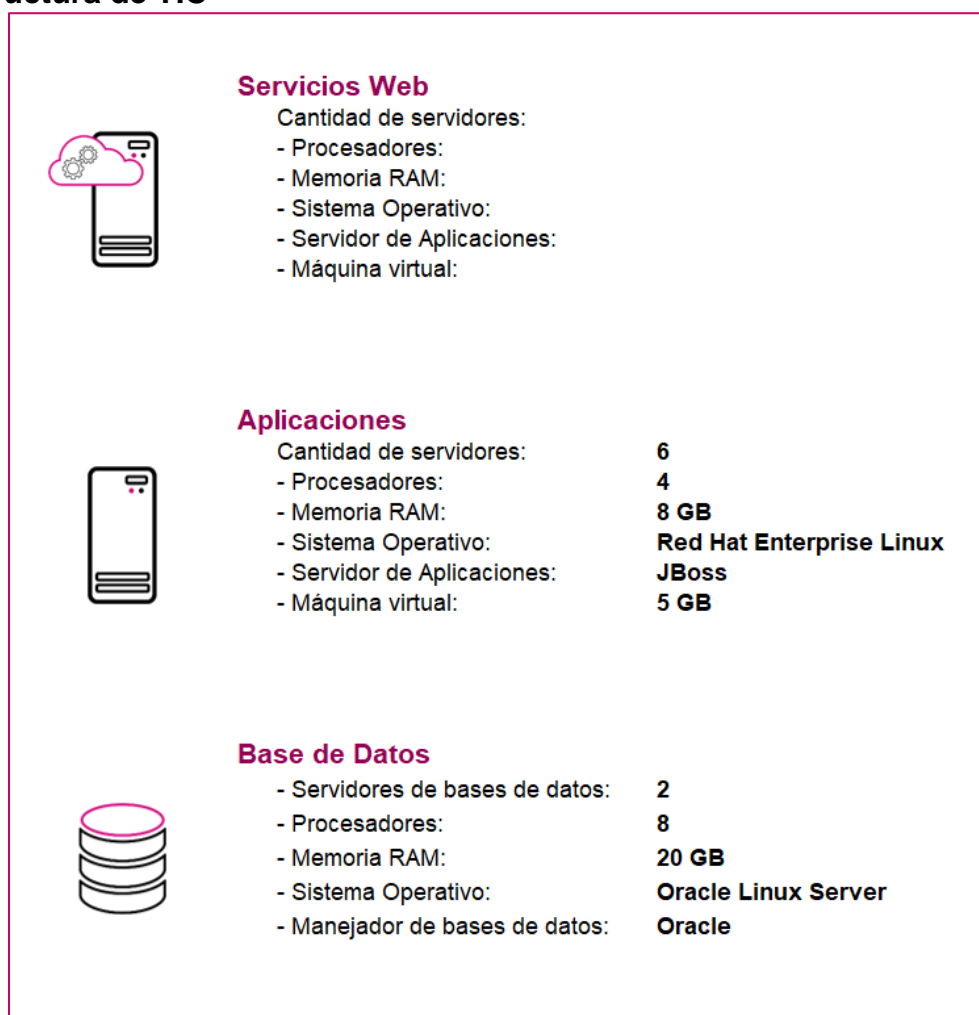 Servicios Web
Cantidad de servidores:
- Procesadores:
- Memoria RAM:
- Sistema Operativo:
- Servidor de Aplicaciones:
- Máquina virtual:
Aplicaciones
Cantidad de servidores: 6
- Procesadores: 4
- Memoria RAM: 8 GB
- Sistema Operativo: Red Hat Enterprise Linux
- Servidor de Aplicaciones: JBoss
- Máquina virtual: 5 GB
Base de Datos
- Servidores de bases de datos: 2
- Procesadores: 8
- Memoria RAM: 20 GB
- Sistema Operativo: Oracle Linux Server
- Manejador de bases de datos: Oracle